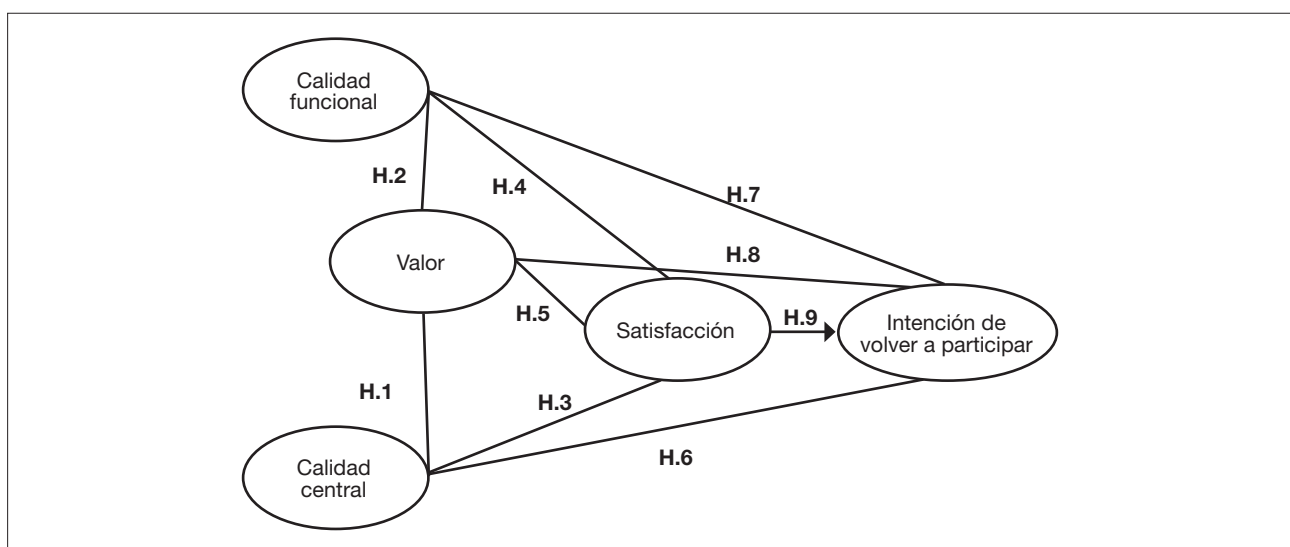 Calidad
funcional
H.2
H.4
H.7
Valor
H.8
H.5
Satisfacción
H.9
Intención de
volver a participar
H.1
H.3
H.6
Calidad
central